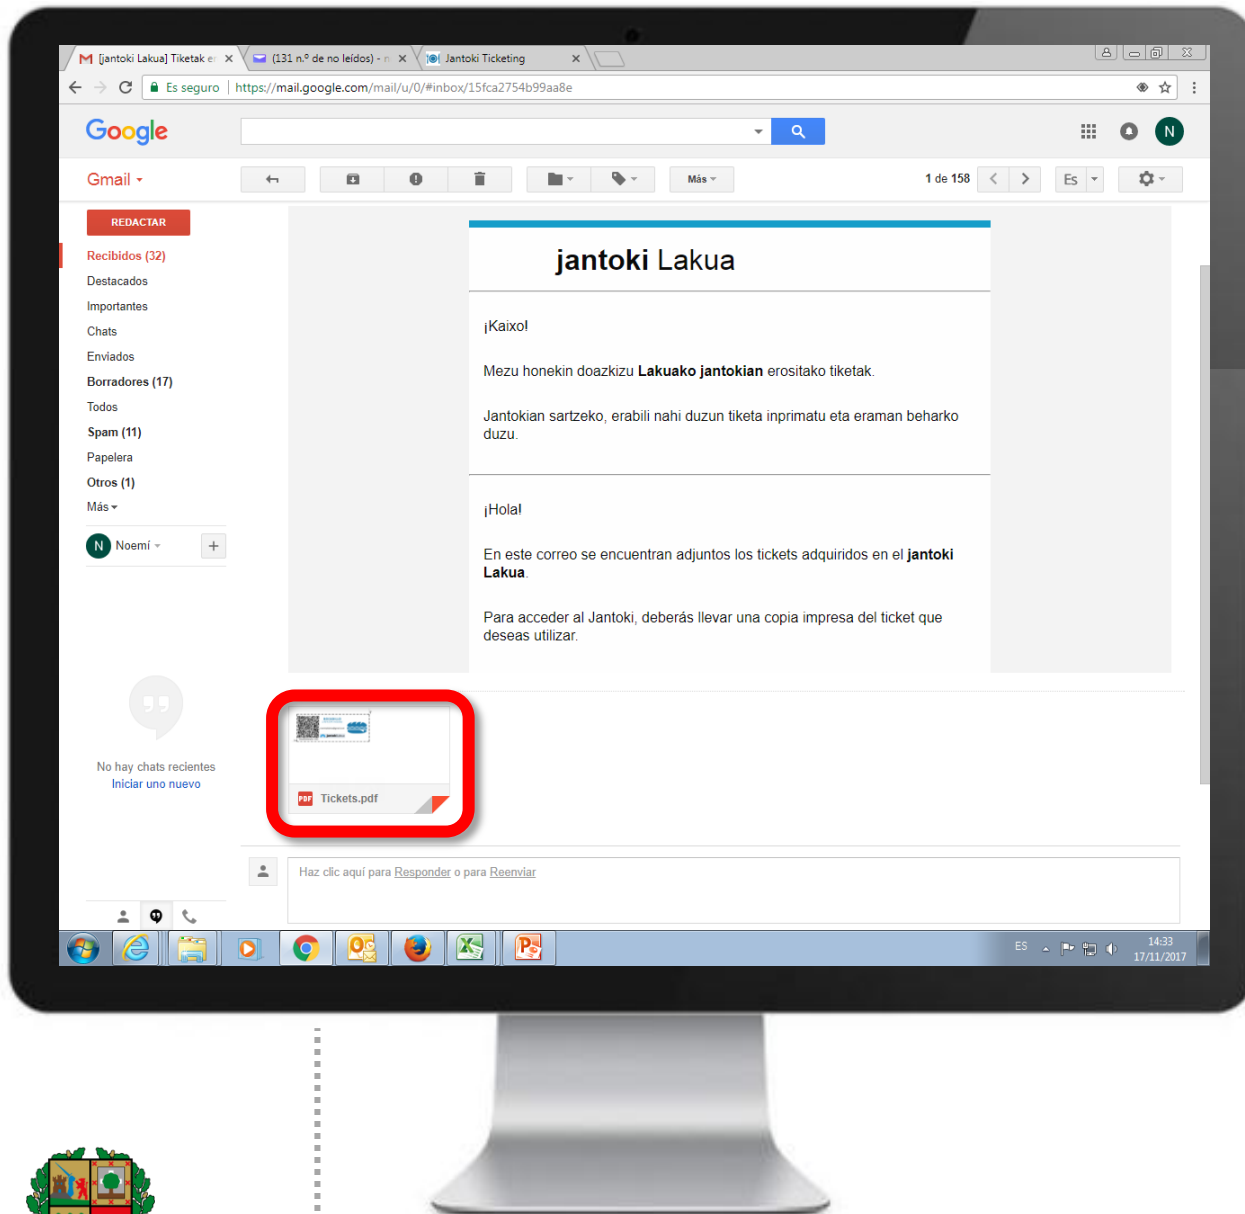 [jantoki Lakua] Tiketak e
(131 n.º de no leídos) - n
Jantoki Ticketing
Es seguro
https://mail.google.com/mail/u/0/#inbox/15fca2754b99aa8e
Google
N
Gmail
Más
1 de 158
Es
REDACTAR
Recibidos (32)
Destacados
Importantes
Chats
Enviados
Borradores (17)
Todos
Spam (11)
Papelera
Otros (1)
Más
N Noemí
+
No hay chats recientes
Iniciar uno nuevo
jantoki Lakua
¡Kaixo!
Mezu honekin doazkizu Lakuako jantokian erositako tiketak.
Jantokian sartzeko, erabili nahi duzun tiketa inprimatu eta eraman beharko
duzu.
¡Hola!
En este correo se encuentran adjuntos los tickets adquiridos en el jantoki
Lakua.
Para acceder al Jantoki, deberás llevar una copia impresa del ticket que
deseas utilizar.
PDF Tickets.pdf
Haz clic aquí para Responder o para Reenviar
ES
14:33
17/11/2017